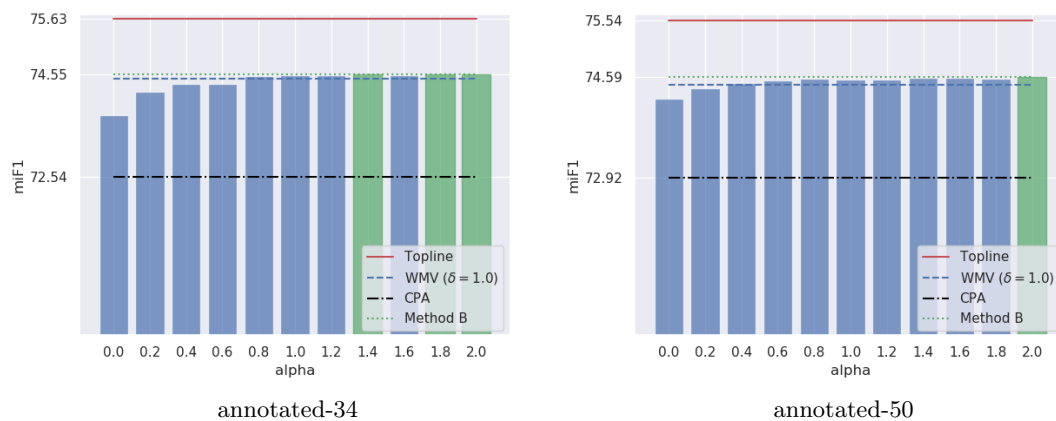 75.63
74.55
72.54
miF1
0.0 0.2 0.4 0.6 0.8 1.0 1.2 1.4 1.6 1.8 2.0
alpha
Topline
WMV (δ = 1.0)
CPA
Method B
annotated-34
75.54
74.59
72.92
miF1
0.0 0.2 0.4 0.6 0.8 1.0 1.2 1.4 1.6 1.8 2.0
alpha
Topline
WMV (δ = 1.0)
CPA
Method B
annotated-50